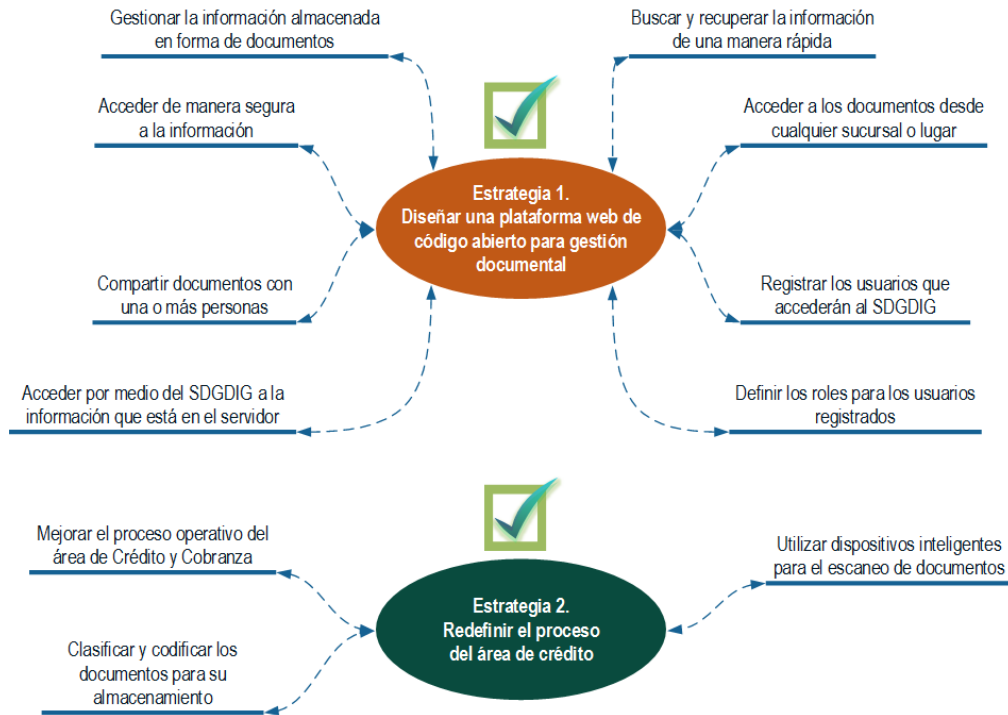 Gestionar la información almacenada
en forma de documentos
Buscar y recuperar la información
de una manera rápida
Acceder de manera segura
a la información
Acceder a los documentos desde
cualquier sucursal o lugar
Estrategia 1.
Diseñar una plataforma web de
código abierto para gestión
documental
Compartir documentos con
una o más personas
Registrar los usuarios que
accederán al SDGDIG
Acceder por medio del SDGDIG a la
información que está en el servidor
Definir los roles para los usuarios
registrados
Mejorar el proceso operativo del
área de Crédito y Cobranza
Utilizar dispositivos inteligentes
para el escaneo de documentos
Estrategia 2.
Redefinir el proceso
del área de crédito
Clasificar y codificar los
documentos para su
almacenamiento